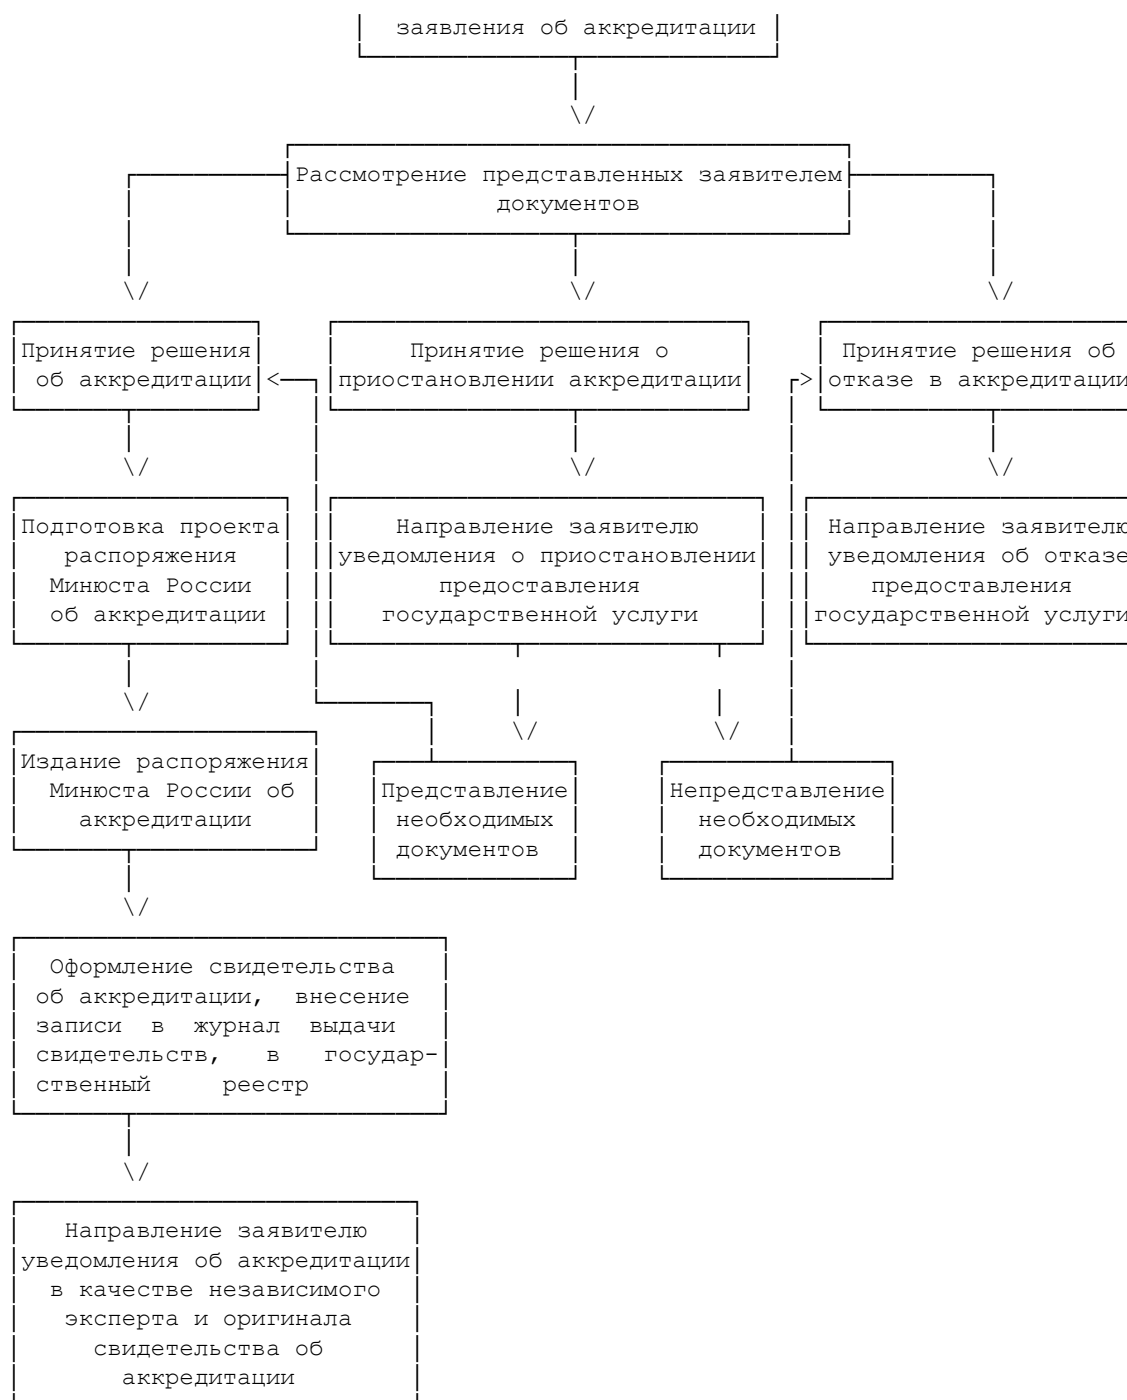 заявления об аккредитации
Рассмотрение представленных заявителем
документов
Принятие решения
об аккредитации
Принятие решения о
приостановлении аккредитации
Принятие решения об
отказе в аккредитации
Подготовка проекта
распоряжения
Минюста России
об аккредитации
Направление заявителю
уведомления о приостановлении
предоставления
государственной услуги
Направление заявителю
уведомления об отказе
предоставления
государственной услуги
Издание распоряжения
Минюста России об
аккредитации
Представление
необходимых
документов
Непредставление
необходимых
документов
Оформление свидетельства
об аккредитации, внесение
записи в журнал выдачи
свидетельств, в государ-
ственный реестр
Направление заявителю
уведомления об аккредитации
в качестве независимого
эксперта и оригинала
свидетельства об
аккредитации